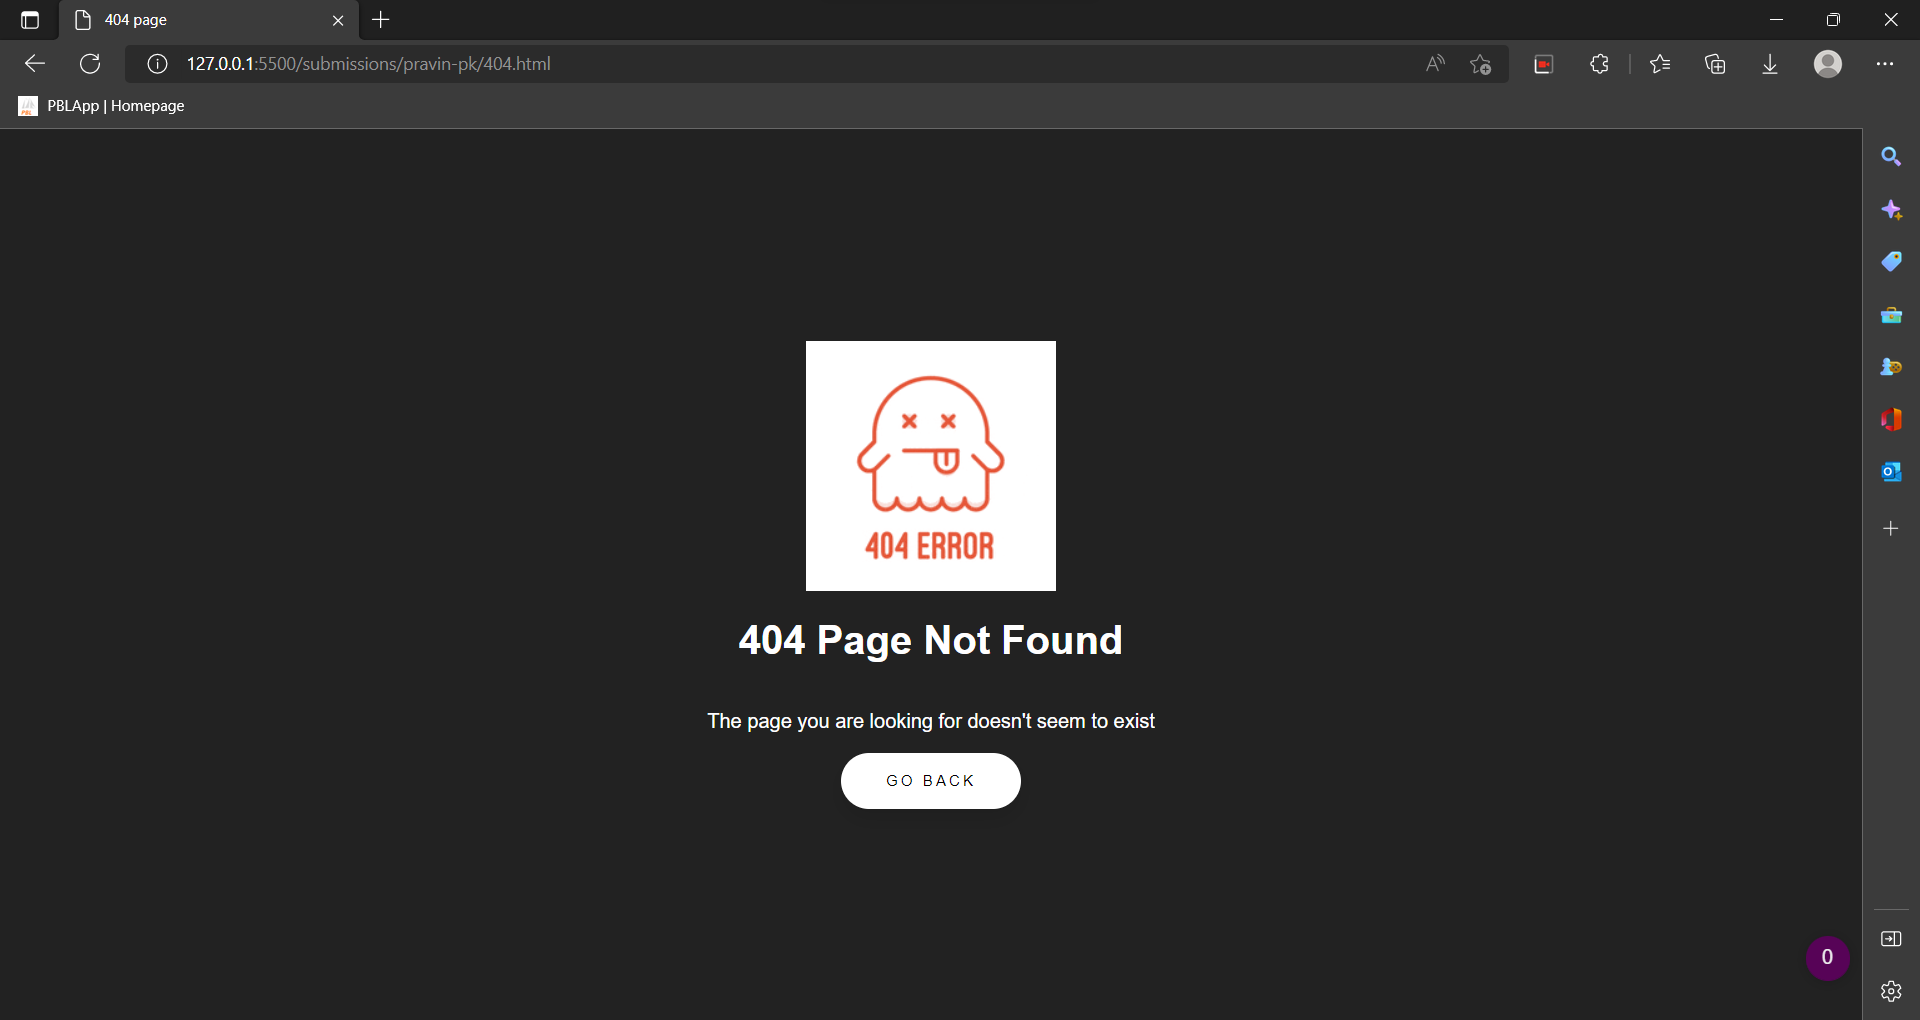 404 page
127.0.0.1:5500/submissions/pravin-pk/404.html
PBLApp | Homepage
404 ERROR
404 Page Not Found
The page you are looking for doesn't seem to exist
GO BACK
0